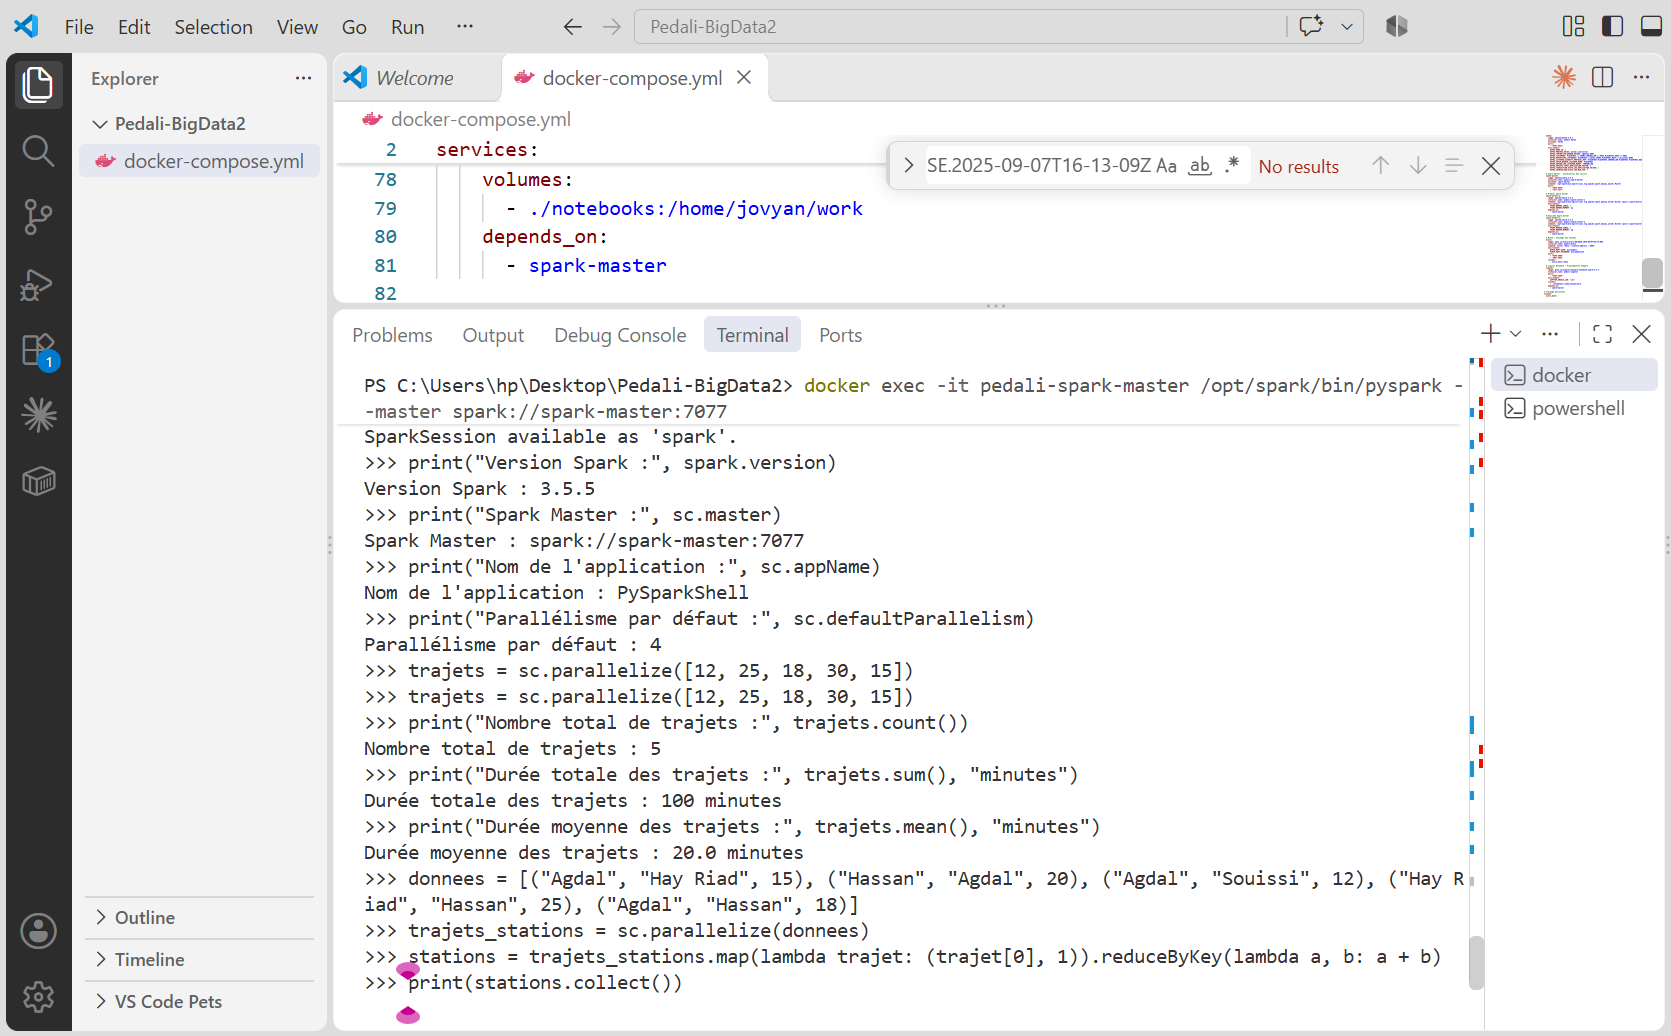 File Edit Selection View Go Run ···
Pedali-BigData2
Explorer
Pedali-BigData2
docker-compose.yml
Welcome
docker-compose.yml
docker-compose.yml
2 services:
78 volumes:
79 - ./notebooks:/home/jovyan/work
80 depends_on:
81 - spark-master
82
SE.2025-09-07T16-13-09Z Aa ab .* No results
Problems Output Debug Console Terminal Ports
docker
powershell
PS C:\Users\hp\Desktop\Pedali-BigData2> docker exec -it pedali-spark-master /opt/spark/bin/pyspark -
-master spark://spark-master:7077
SparkSession available as 'spark'.
>>> print("Version Spark :", spark.version)
Version Spark : 3.5.5
>>> print("Spark Master :", sc.master)
Spark Master : spark://spark-master:7077
>>> print("Nom de l'application :", sc.appName)
Nom de l'application : PySparkShell
>>> print("Parallélisme par défaut :", sc.defaultParallelism)
Parallélisme par défaut : 4
>>> trajets = sc.parallelize([12, 25, 18, 30, 15])
>>> trajets = sc.parallelize([12, 25, 18, 30, 15])
>>> print("Nombre total de trajets :", trajets.count())
Nombre total de trajets : 5
>>> print("Durée totale des trajets :", trajets.sum(), "minutes")
Durée totale des trajets : 100 minutes
>>> print("Durée moyenne des trajets :", trajets.mean(), "minutes")
Durée moyenne des trajets : 20.0 minutes
>>> donnees = [("Agdal", "Hay Riad", 15), ("Hassan", "Agdal", 20), ("Agdal", "Souissi", 12), ("Hay R
iad", "Hassan", 25), ("Agdal", "Hassan", 18)]
>>> trajets_stations = sc.parallelize(donnees)
>>> stations = trajets_stations.map(lambda trajet: (trajet[0], 1)).reduceByKey(lambda a, b: a + b)
>>> print(stations.collect())
1
Outline
Timeline
VS Code Pets